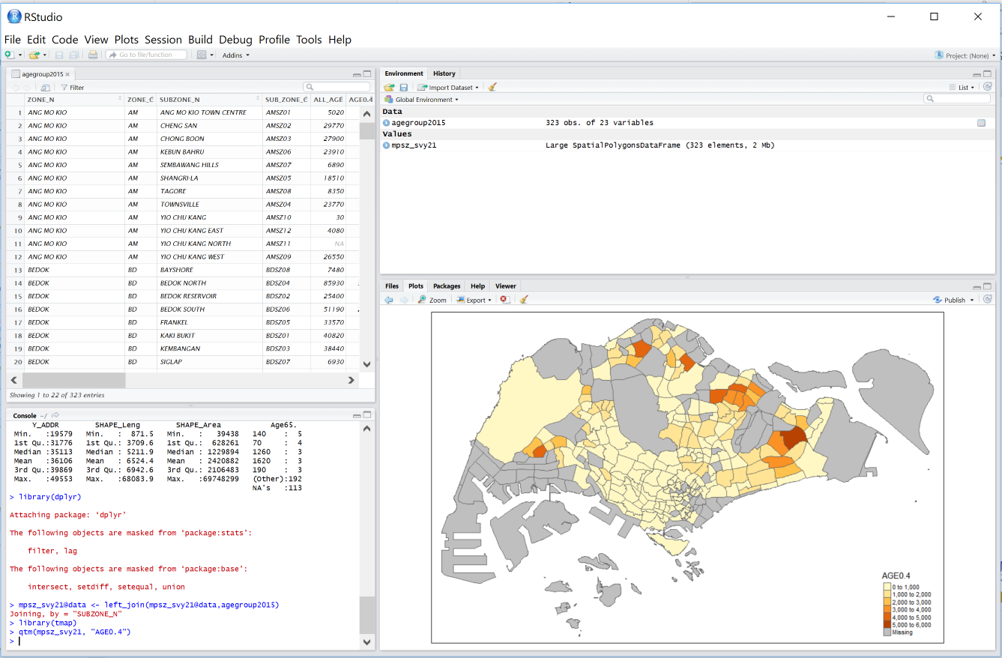 RStudio
File Edit Code View Plots Session Build Debug Profile Tools Help
Go to file/function Addins Project: (None)
agegroup2015
Filter
ZONE_N ZONE_C SUBZONE_N SUB_ZONE_C ALL_AGE AGE0.4
1 ANG MO KIO AM ANG MO KIO TOWN CENTRE AMSZ01 5020
2 ANG MO KIO AM CHENG SAN AMSZ02 29770
3 ANG MO KIO AM CHONG BOON AMSZ03 27900
4 ANG MO KIO AM KEBUN BAHRU AMSZ06 23910
5 ANG MO KIO AM SEMBAWANG HILLS AMSZ07 6890
6 ANG MO KIO AM SHANGRI-LA AMSZ05 18510
7 ANG MO KIO AM TAGORE AMSZ08 8350
8 ANG MO KIO AM TOWNSVILLE AMSZ04 23770
9 ANG MO KIO AM YIO CHU KANG AMSZ10 30
10 ANG MO KIO AM YIO CHU KANG EAST AMSZ12 4080
11 ANG MO KIO AM YIO CHU KANG NORTH AMSZ11 NA
12 ANG MO KIO AM YIO CHU KANG WEST AMSZ09 26550
13 BEDOK BD BAYSHORE BDSZ08 7480
14 BEDOK BD BEDOK NORTH BDSZ04 85930
15 BEDOK BD BEDOK RESERVOIR BDSZ02 25400
16 BEDOK BD BEDOK SOUTH BDSZ06 51190
17 BEDOK BD FRANKEL BDSZ05 33570
18 BEDOK BD KAKI BUKIT BDSZ01 40820
19 BEDOK BD KEMBANGAN BDSZ03 38440
20 BEDOK BD SIGLAP BDSZ07 6930
Showing 1 to 22 of 323 entries
Console ~/
Y_ADDR SHAPE_Leng SHAPE_Area Age65.
Min. :19579 Min. : 871.5 Min. : 39438 140 : 5
1st Qu.:31776 1st Qu.: 3709.6 1st Qu.: 628261 70 : 4
Median :35113 Median : 5211.9 Median : 1229894 1260 : 3
Mean :36106 Mean : 6524.4 Mean : 2420882 1620 : 3
3rd Qu.:39869 3rd Qu.: 6942.6 3rd Qu.: 2106483 190 : 3
Max. :49553 Max. :68083.9 Max. :69748299 (Other):192
NA's :113
> library(dplyr)
Attaching package: 'dplyr'
The following objects are masked from 'package:stats':
filter, lag
The following objects are masked from 'package:base':
intersect, setdiff, setequal, union
> mpsz_svy21@data <- left_join(mpsz_svy21@data,agegroup2015)
Joining, by = "SUBZONE_N"
> library(tmap)
> qtm(mpsz_svy21, "AGE0.4")
>
Environment History
Import Dataset List
Global Environment
Data
agegroup2015 323 obs. of 23 variables
Values
mpsz_svy21 Large SpatialPolygonsDataFrame (323 elements, 2 Mb)
Files Plots Packages Help Viewer
Zoom Export Publish
AGE0.4
0 to 1,000
1,000 to 2,000
2,000 to 3,000
3,000 to 4,000
4,000 to 5,000
5,000 to 6,000
Missing